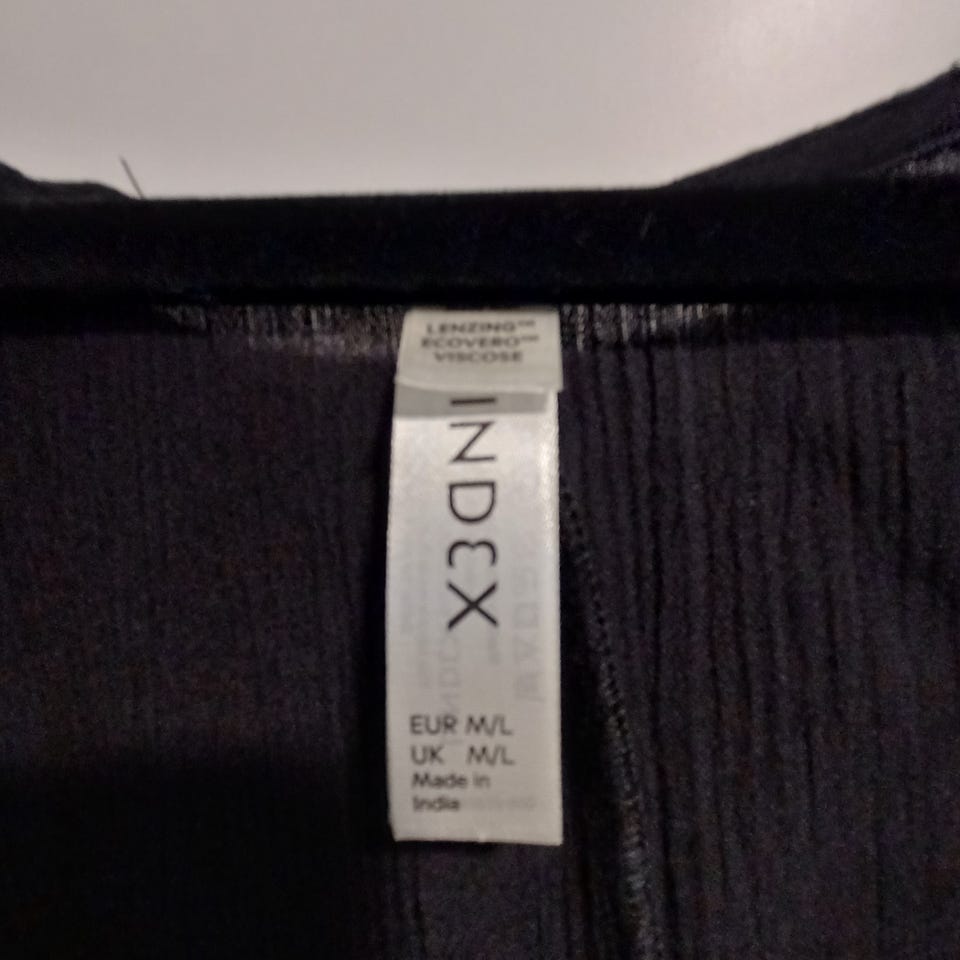 LENZING™
ECOVERO™
VISCOSE
INDEX
EUR M/L
UK M/L
Made in
India